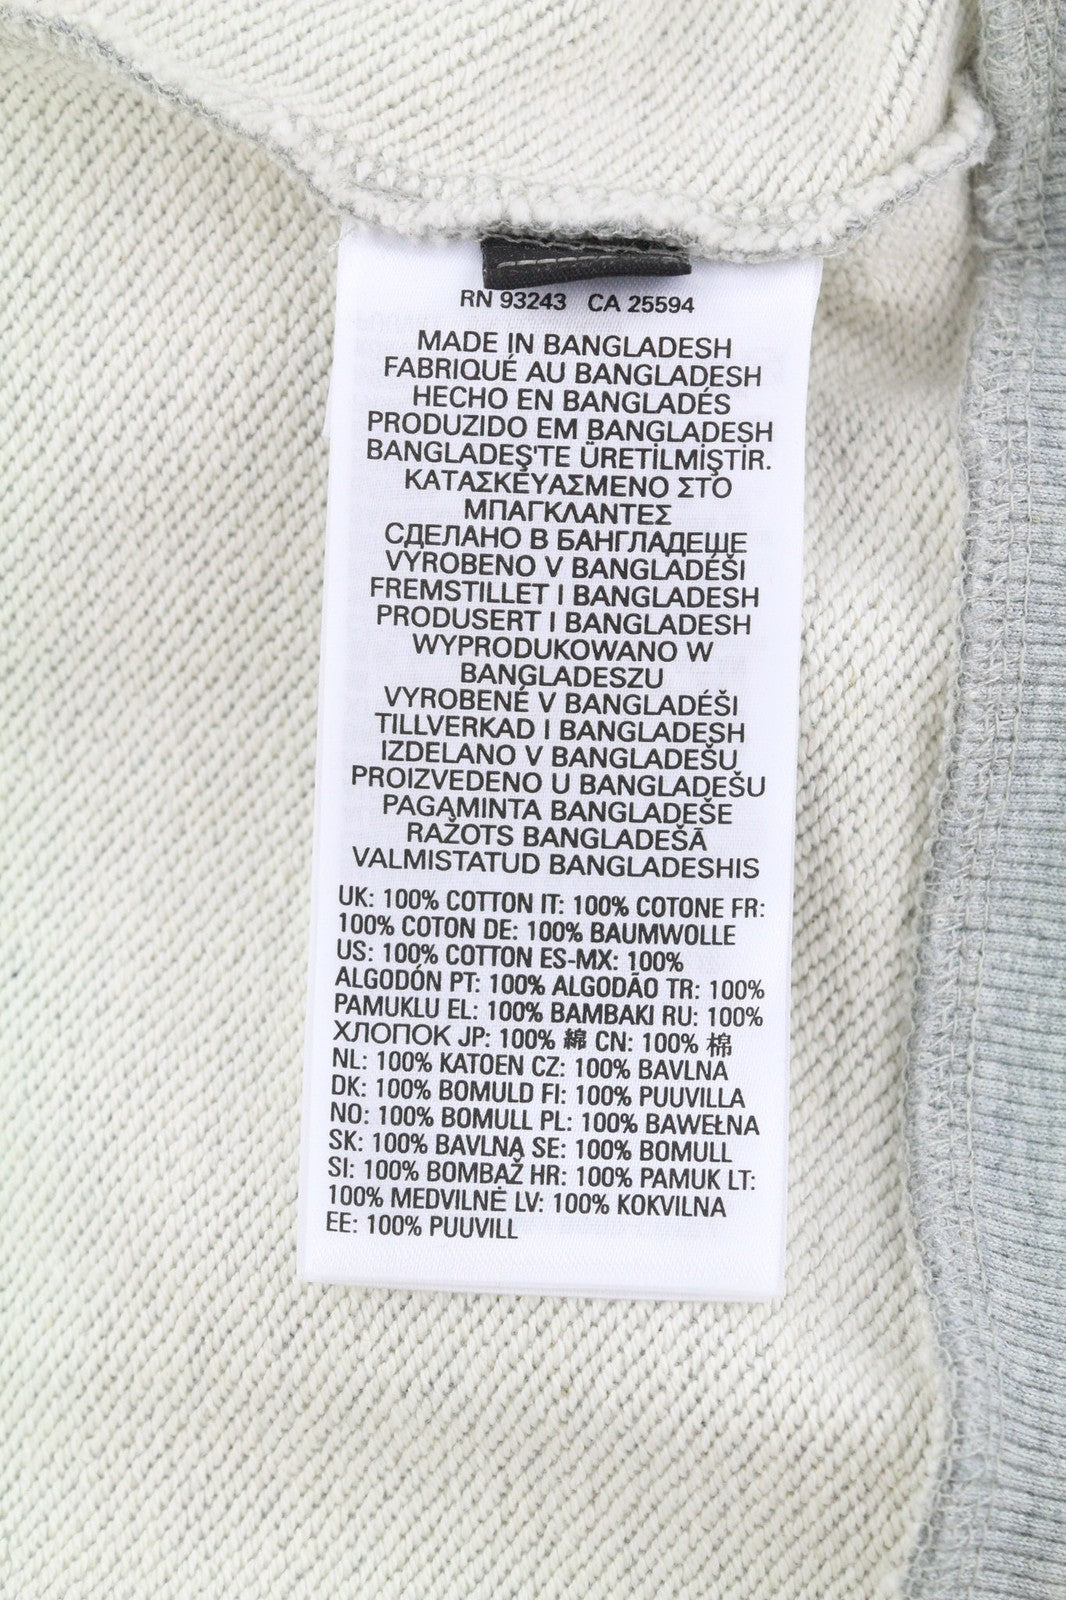 RN 93243 CA 25594
MADE IN BANGLADESH
FABRIQUÉ AU BANGLADESH
HECHO EN BANGLADÉS
PRODUZIDO EM BANGLADESH
BANGLADEŞ'TE ÜRETİLMİŞTİR.
ΚΑΤΑΣΚΕΥΑΣΜΕΝΟ ΣΤΟ
ΜΠΑΓΚΛΑΝΤΕΣ
СДЕЛАНО В БАНГЛАДЕШЕ
VYROBENO V BANGLADÉŠI
FREMSTILLET I BANGLADESH
PRODUSERT I BANGLADESH
WYPRODUKOWANO W
BANGLADESZU
VYROBENÉ V BANGLADÉŠI
TILLVERKAD I BANGLADESH
IZDELANO V BANGLADEŠU
PROIZVEDENO U BANGLADEŠU
PAGAMINTA BANGLADEŠE
RAŽOTS BANGLADEŠĀ
VALMISTATUD BANGLADESHIS
UK: 100% COTTON IT: 100% COTONE FR:
100% COTON DE: 100% BAUMWOLLE
US: 100% COTTON ES-MX: 100%
ALGODÓN PT: 100% ALGODÃO TR: 100%
PAMUKLU EL: 100% BAMBAKI RU: 100%
ХЛОПОК JP: 100% 綿 CN: 100% 棉
NL: 100% KATOEN CZ: 100% BAVLNA
DK: 100% BOMULD FI: 100% PUUVILLA
NO: 100% BOMULL PL: 100% BAWEŁNA
SK: 100% BAVLNA SE: 100% BOMULL
SI: 100% BOMBAŽ HR: 100% PAMUK LT:
100% MEDVILNĖ LV: 100% KOKVILNA
EE: 100% PUUVILL